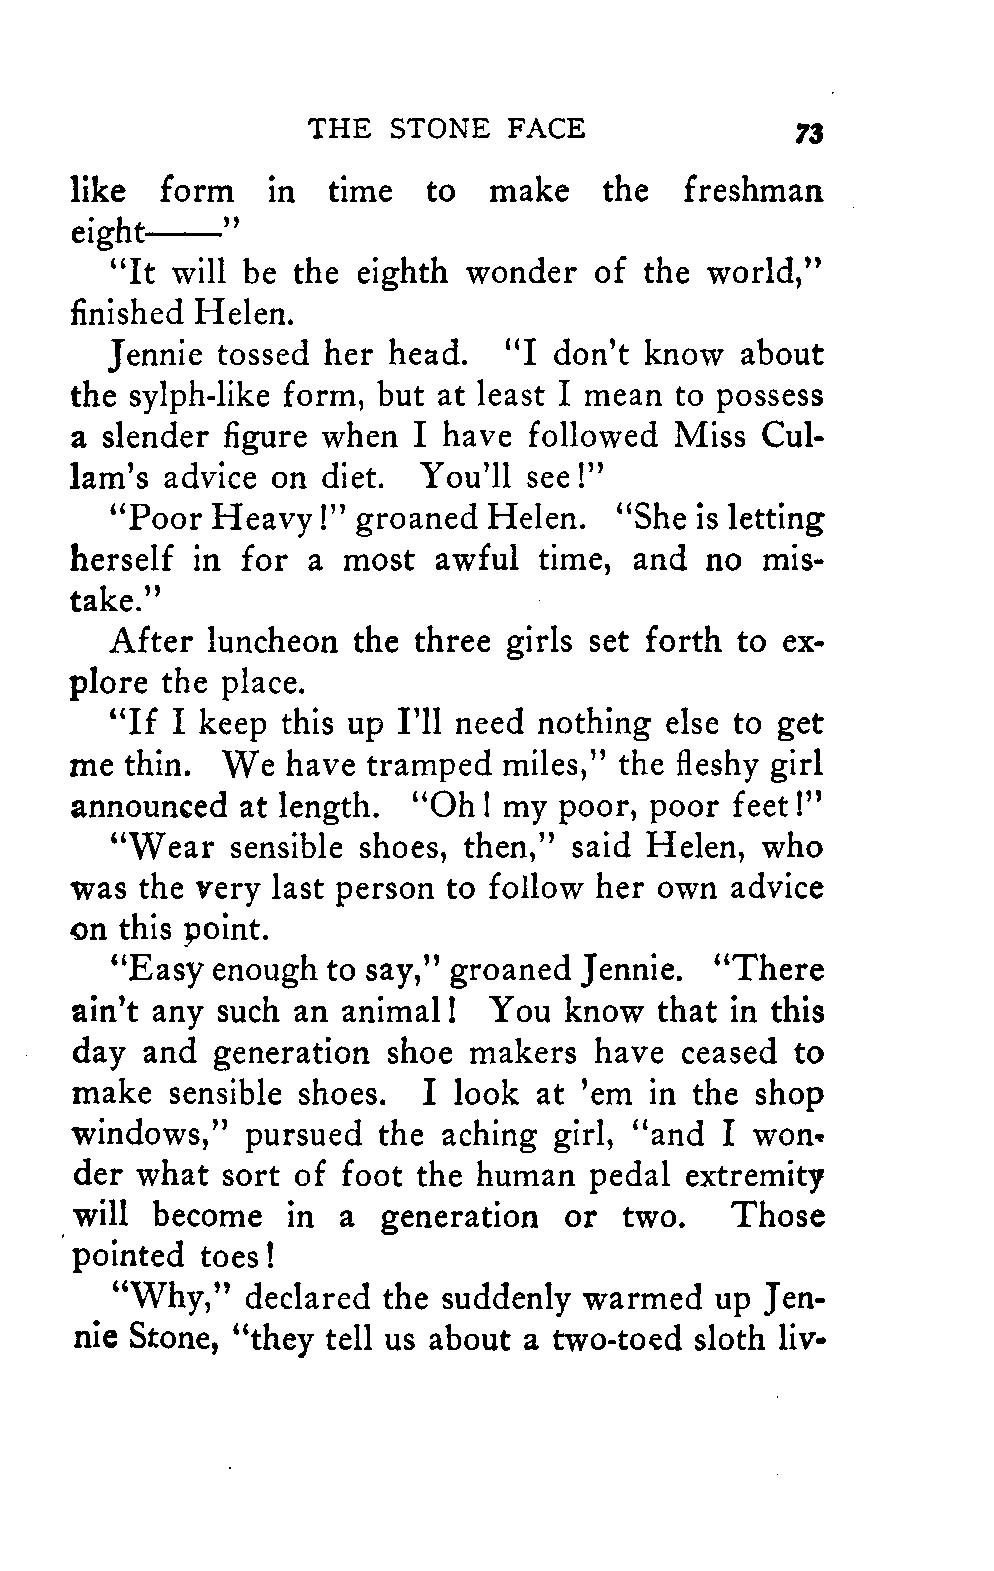 THE STONE FACE 73
like form in time to make the freshman
eight——"
"It will be the eighth wonder of the world,"
finished Helen.
Jennie tossed her head. "I don't know about
the sylph-like form, but at least I mean to possess
a slender figure when I have followed Miss Cul-
lam's advice on diet. You'll see!"
"Poor Heavy!" groaned Helen. "She is letting
herself in for a most awful time, and no mis-
take."
After luncheon the three girls set forth to ex-
plore the place.
"If I keep this up I'll need nothing else to get
me thin. We have tramped miles," the fleshy girl
announced at length. "Oh! my poor, poor feet!"
"Wear sensible shoes, then," said Helen, who
was the very last person to follow her own advice
on this point.
"Easy enough to say," groaned Jennie. "There
ain't any such an animal! You know that in this
day and generation shoe makers have ceased to
make sensible shoes. I look at 'em in the shop
windows," pursued the aching girl, "and I won-
der what sort of foot the human pedal extremity
will become in a generation or two. Those
pointed toes!
"Why," declared the suddenly warmed up Jen-
nie Stone, "they tell us about a two-toed sloth liv-